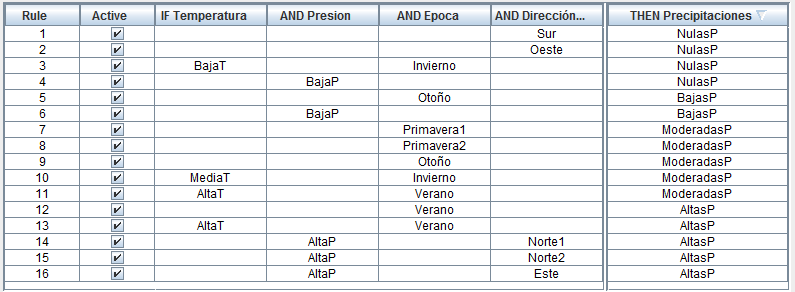 Rule Active IF Temperatura AND Presion AND Epoca AND Dirección... THEN Precipitaciones
1 Sur NulasP
2 Oeste NulasP
3 BajaT Invierno NulasP
4 BajaP NulasP
5 Otoño BajasP
6 BajaP BajasP
7 Primavera1 ModeradasP
8 Primavera2 ModeradasP
9 Otoño ModeradasP
10 MediaT Invierno ModeradasP
11 AltaT Verano ModeradasP
12 Verano AltasP
13 AltaT Verano AltasP
14 AltaP Norte1 AltasP
15 AltaP Norte2 AltasP
16 AltaP Este AltasP